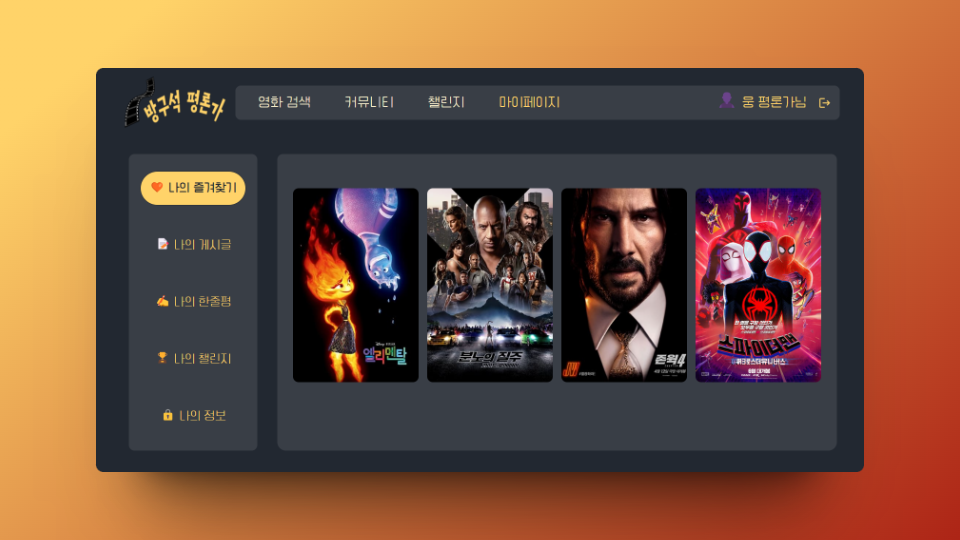 방구석 평론가
영화 검색
커뮤니티
챌린지
마이페이지
웅 평론가님
나의 즐겨찾기
나의 게시글
나의 한줄평
나의 챌린지
나의 정보
엘리멘탈
분노의 질주
JW
존윅4
스파이더맨